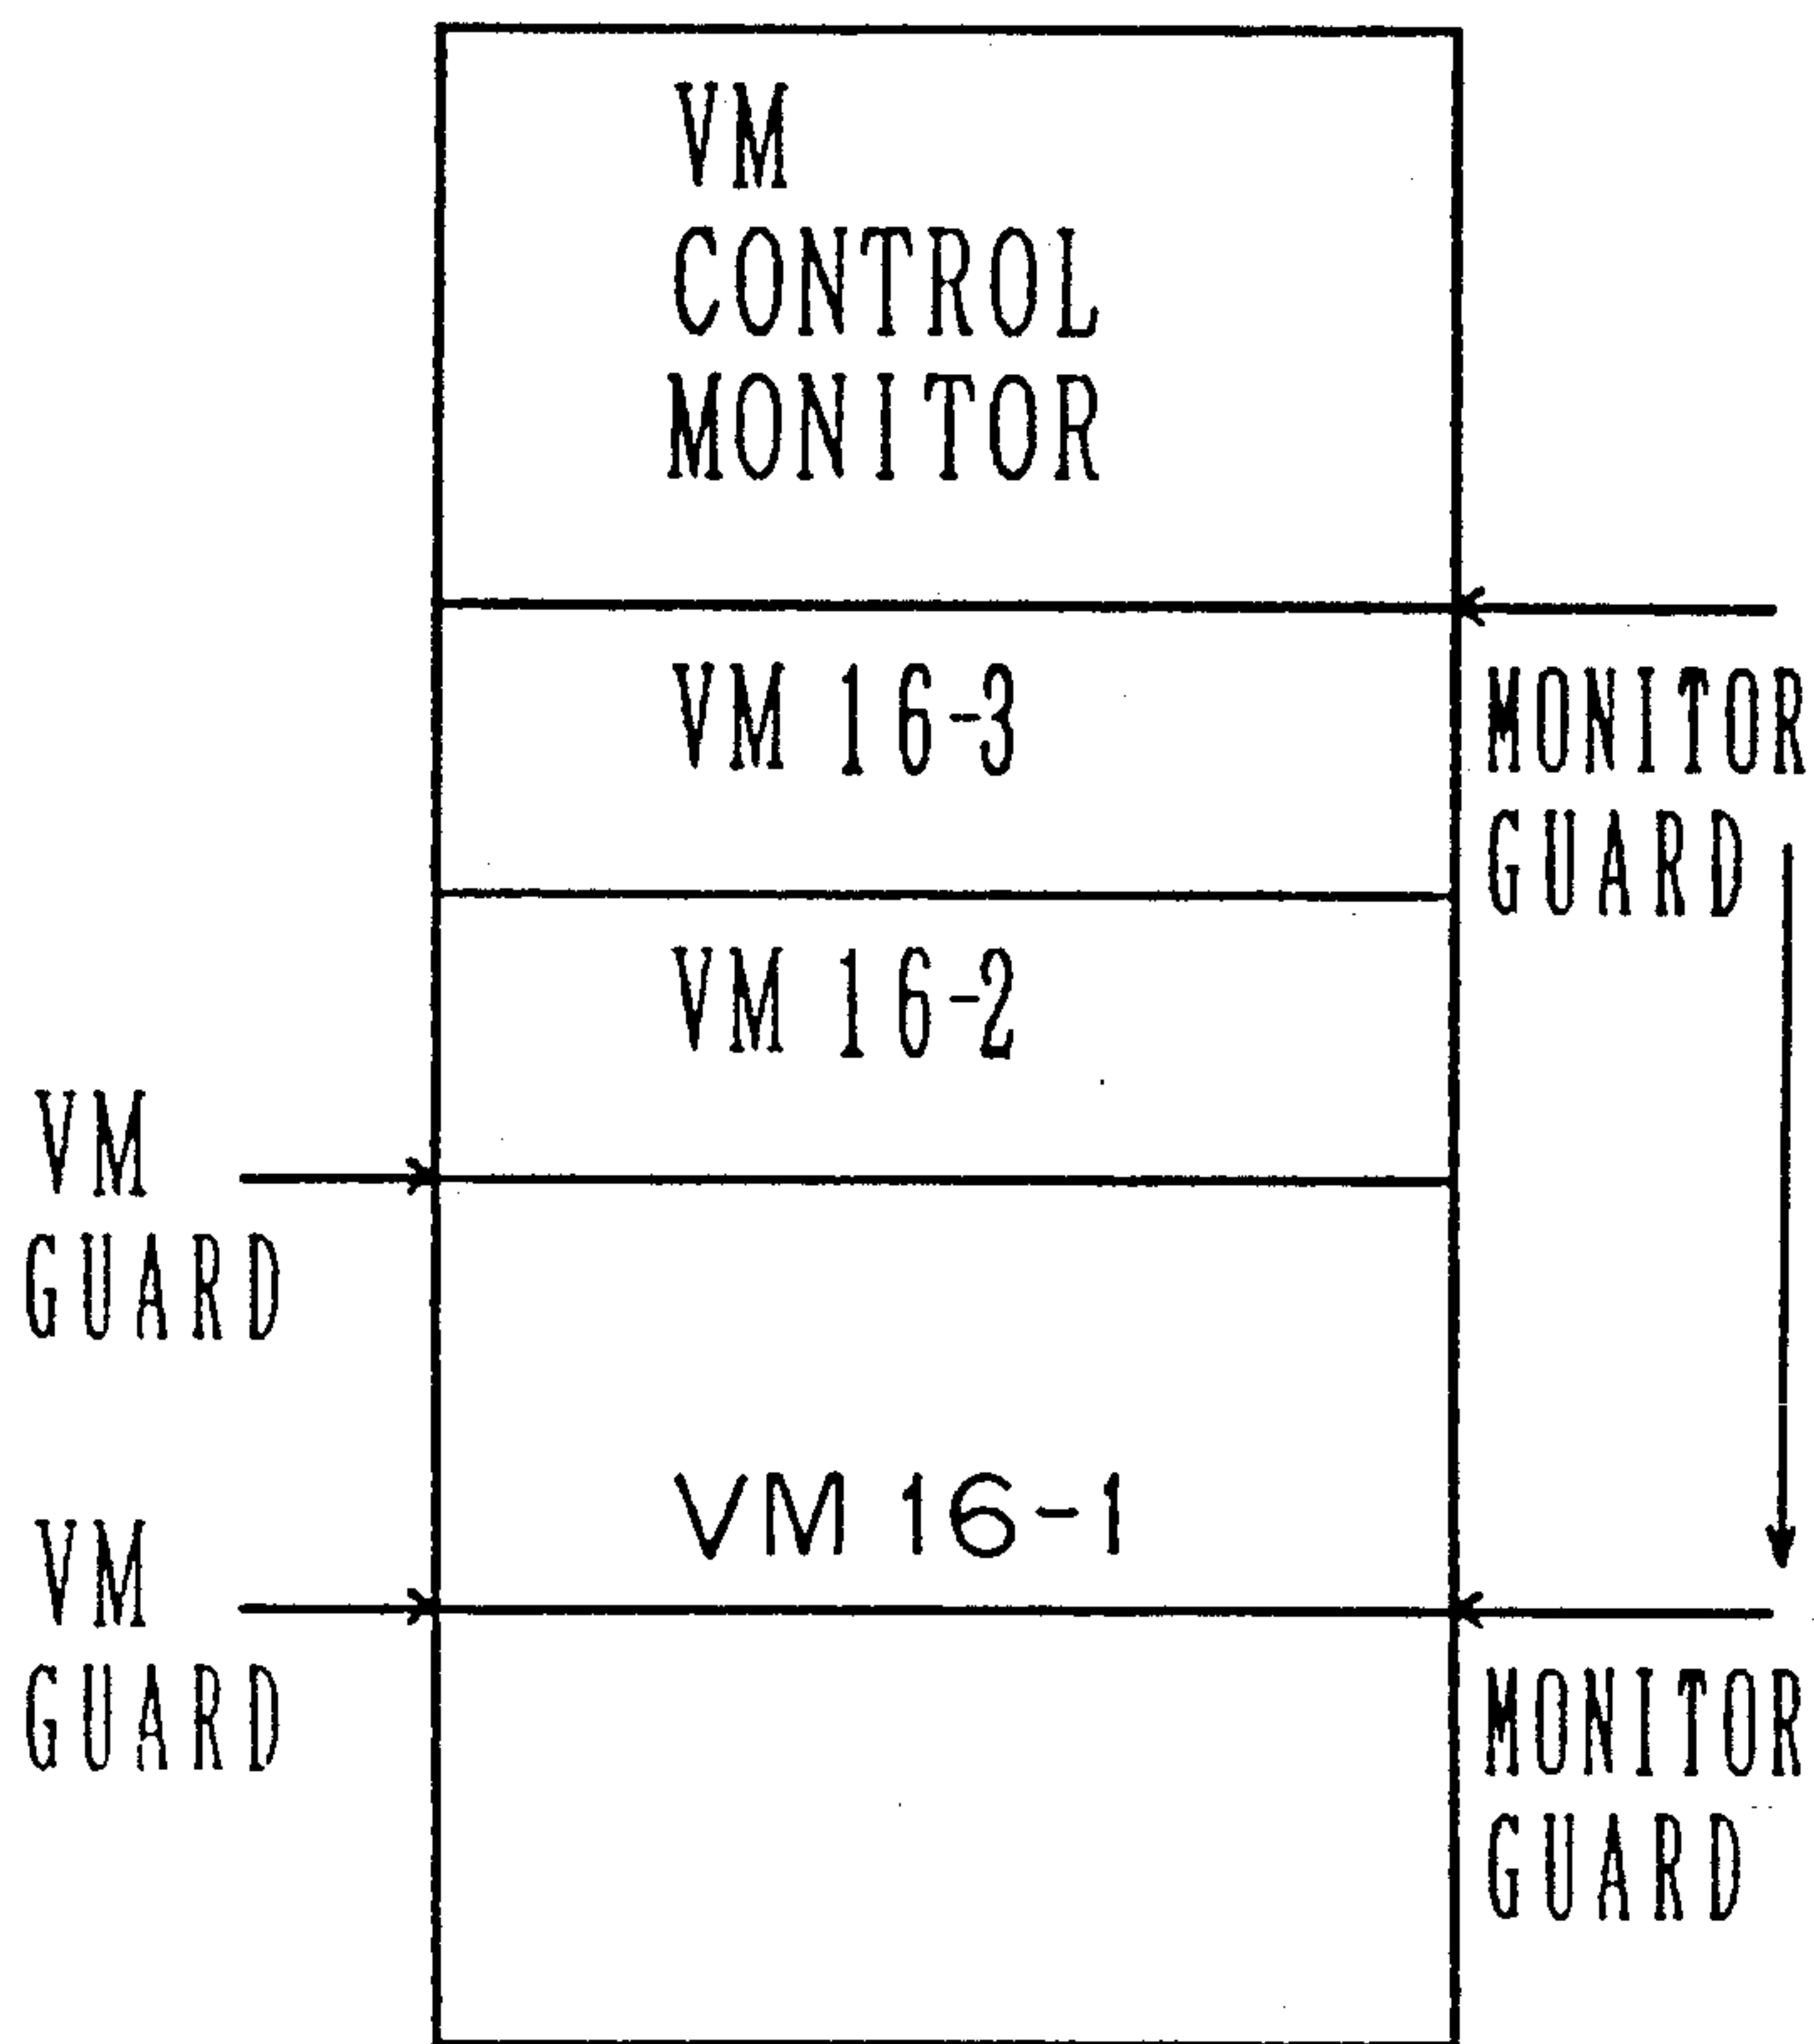 VM
CONTROL
MONITOR
VM 16-3
MONITOR
GUARD
VM 16-2
VM
GUARD
VM 16-1
VM
GUARD
MONITOR
GUARD